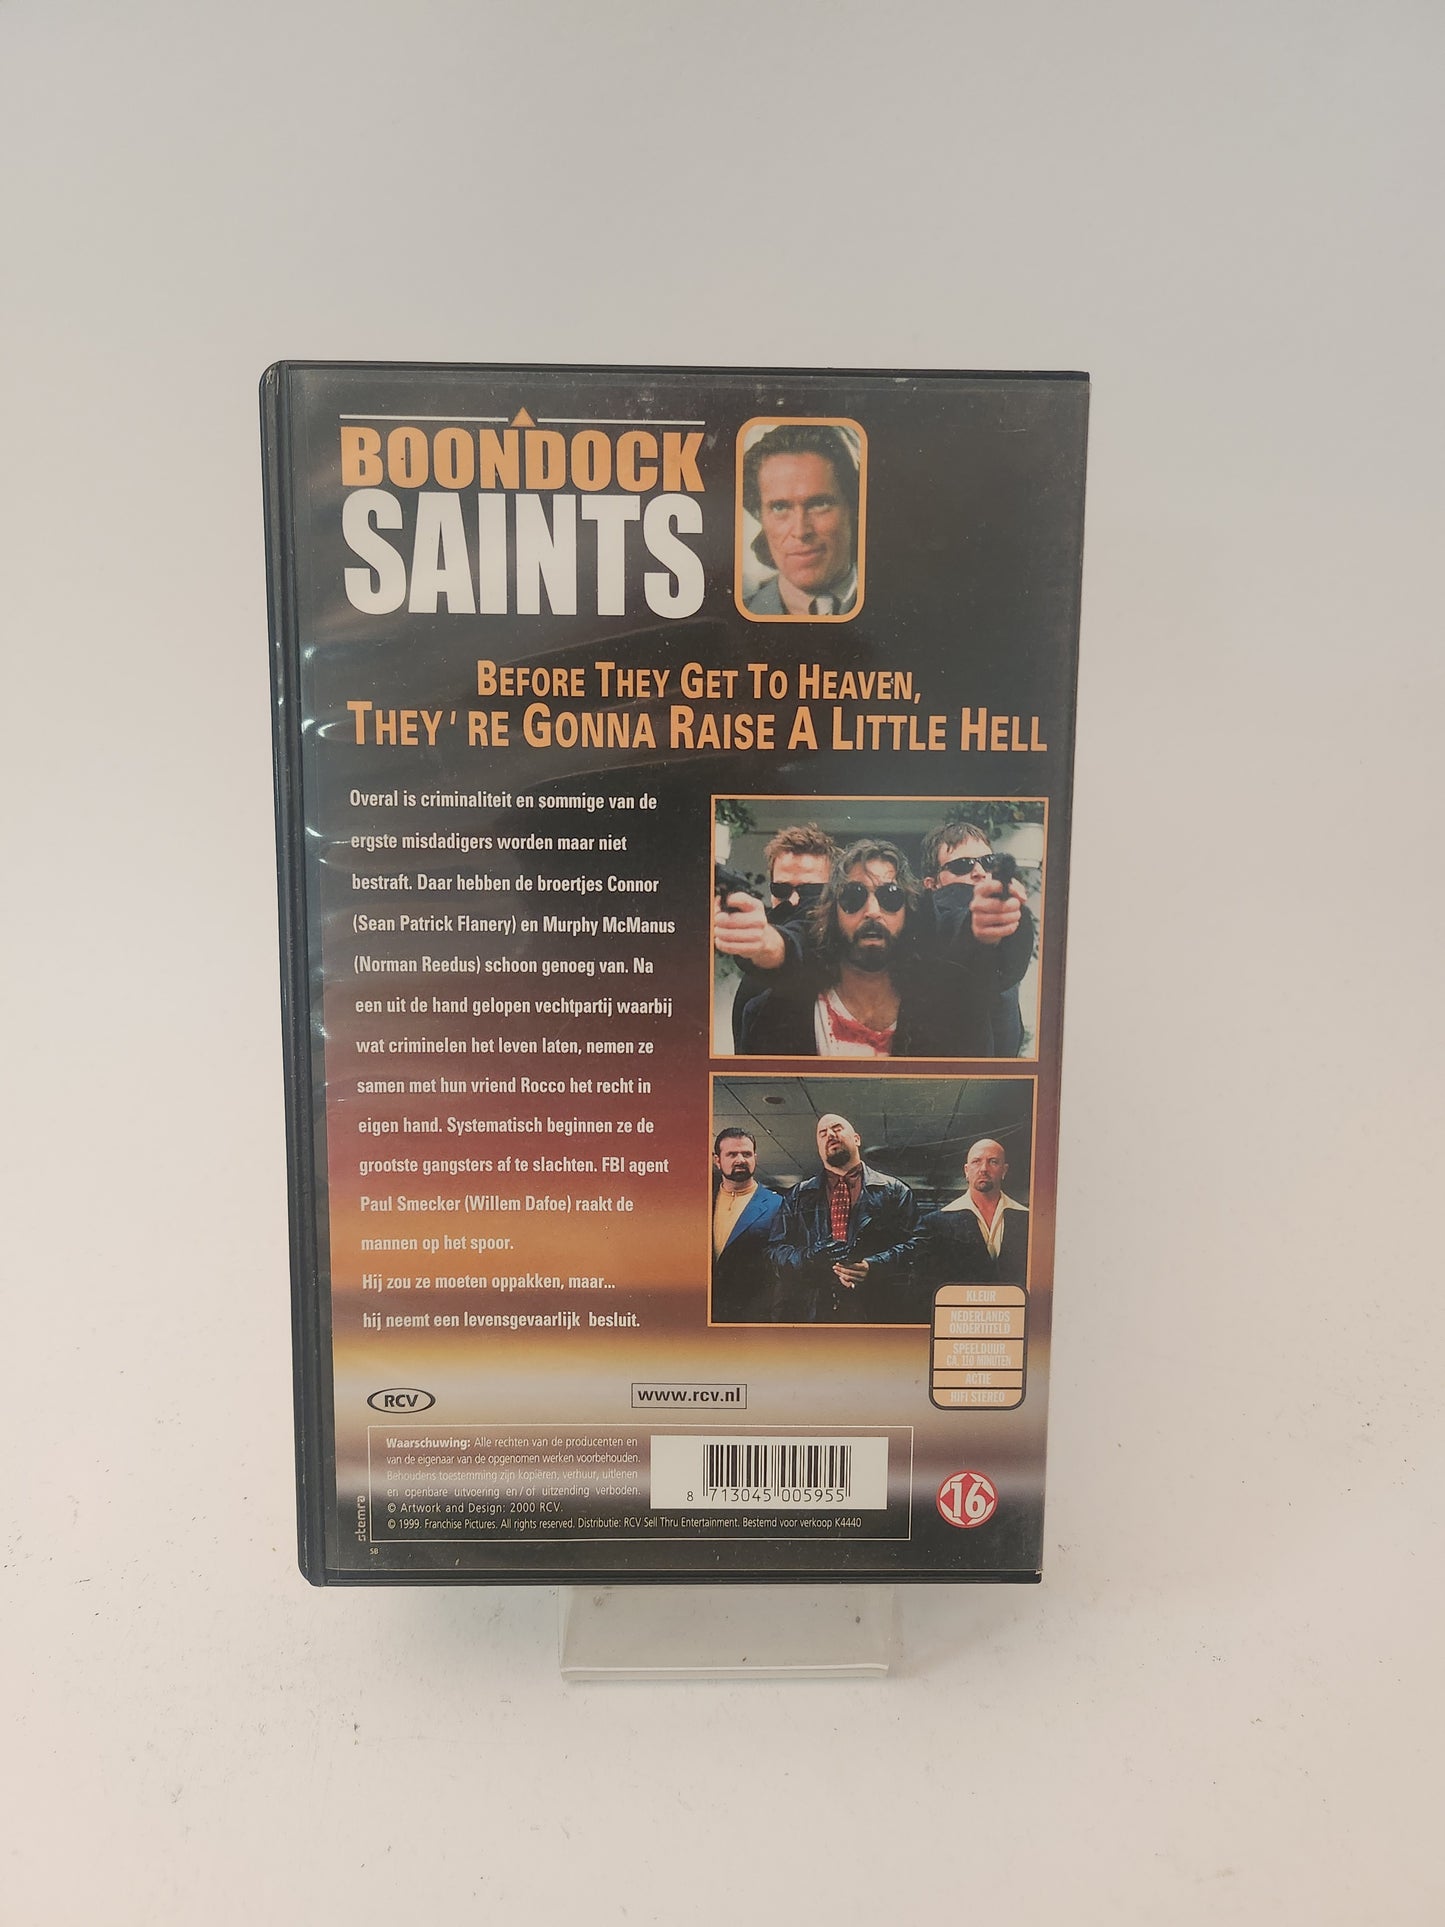 BOONDOCK
SAINTS
BEFORE THEY GET TO HEAVEN,
THEY'RE GONNA RAISE A LITTLE HELL
Overal is criminaliteit en sommige van de
ergste misdadigers worden maar niet
bestraft. Daar hebben de broertjes Connor
(Sean Patrick Flanery) en Murphy McManus
(Norman Reedus) schoon genoeg van. Na
een uit de hand gelopen vechtpartij waarbij
wat criminelen het leven laten, nemen ze
samen met hun vriend Rocco het recht in
eigen hand. Systematisch beginnen ze de
grootste gangsters af te slachten. FBI agent
Paul Smecker (Willem Dafoe) raakt de
mannen op het spoor.
Hij zou ze moeten oppakken, maar...
hij neemt een levensgevaarlijk besluit.
KLEUR
NEDERLANDS
ONDERTITELD
SPEELDUUR
CA. 110 MINUTEN
ACTIE
HIFI STEREO
RCV
www.rcv.nl
Waarschuwing: Alle rechten van de producenten en
van de eigenaar van de opgenomen werken voorbehouden.
Behoudens toestemming zijn kopiëren, verhuur, uitlenen
en openbare uitvoering en/of uitzending verboden.
© Artwork and Design: 2000 RCV.
© 1999. Franchise Pictures. All rights reserved. Distributie: RCV Sell Thru Entertainment. Bestemd voor verkoop K4440
8 713045 005955
16
stemra
SB